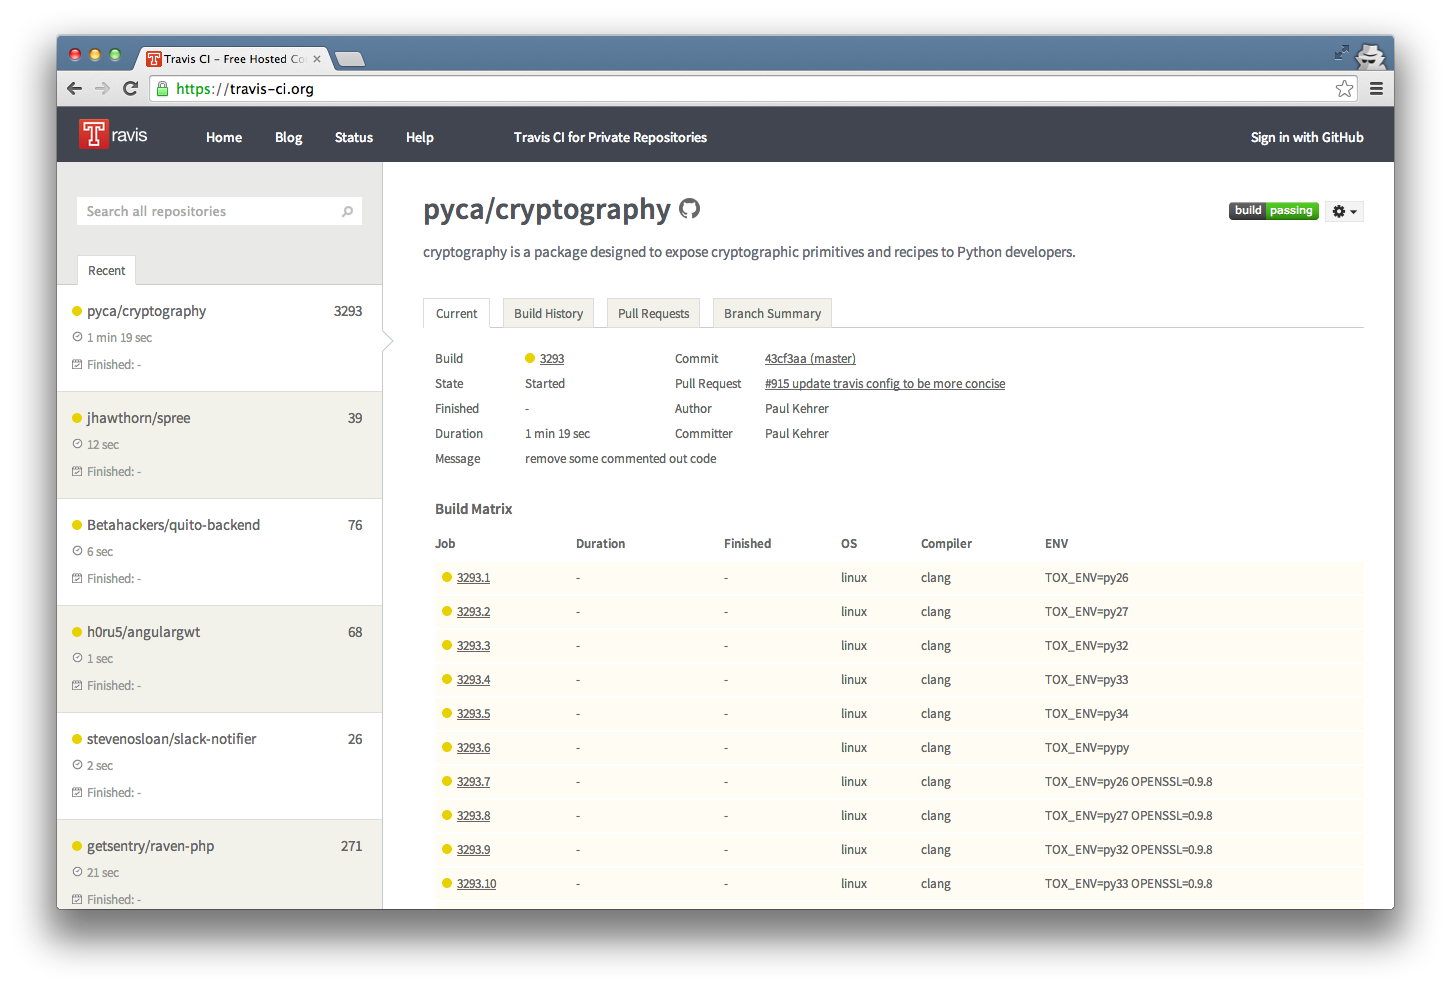 Travis CI - Free Hosted Co
https://travis-ci.org
Travis
Home Blog Status Help Travis CI for Private Repositories Sign in with GitHub
Search all repositories
Recent
pyca/cryptography 3293
1 min 19 sec
Finished: -
jhawthorn/spree 39
12 sec
Finished: -
Betahackers/quito-backend 76
6 sec
Finished: -
h0ru5/angulargwt 68
1 sec
Finished: -
stevenosloan/slack-notifier 26
2 sec
Finished: -
getsentry/raven-php 271
21 sec
Finished: -
pyca/cryptography
build passing
cryptography is a package designed to expose cryptographic primitives and recipes to Python developers.
Current Build History Pull Requests Branch Summary
Build 3293 Commit 43cf3aa (master)
State Started Pull Request #915 update travis config to be more concise
Finished - Author Paul Kehrer
Duration 1 min 19 sec Committer Paul Kehrer
Message remove some commented out code
Build Matrix
Job Duration Finished OS Compiler ENV
3293.1 - - linux clang TOX_ENV=py26
3293.2 - - linux clang TOX_ENV=py27
3293.3 - - linux clang TOX_ENV=py32
3293.4 - - linux clang TOX_ENV=py33
3293.5 - - linux clang TOX_ENV=py34
3293.6 - - linux clang TOX_ENV=pypy
3293.7 - - linux clang TOX_ENV=py26 OPENSSL=0.9.8
3293.8 - - linux clang TOX_ENV=py27 OPENSSL=0.9.8
3293.9 - - linux clang TOX_ENV=py32 OPENSSL=0.9.8
3293.10 - - linux clang TOX_ENV=py33 OPENSSL=0.9.8